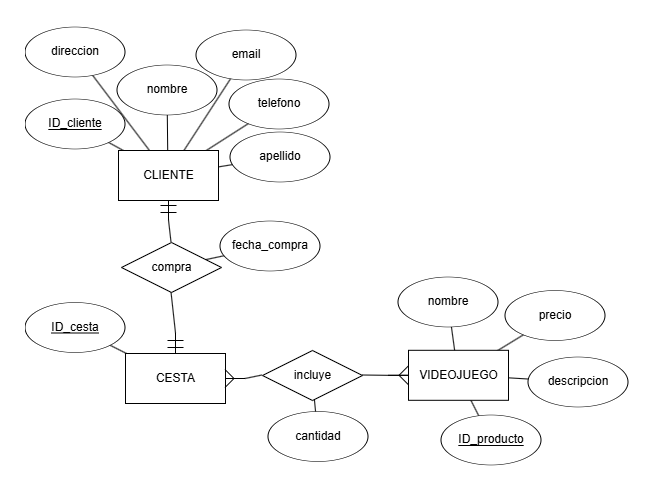 direccion
email
nombre
telefono
ID_cliente
apellido
CLIENTE
fecha_compra
compra
nombre
precio
ID_cesta
CESTA
incluye
VIDEOJUEGO
descripcion
cantidad
ID_producto